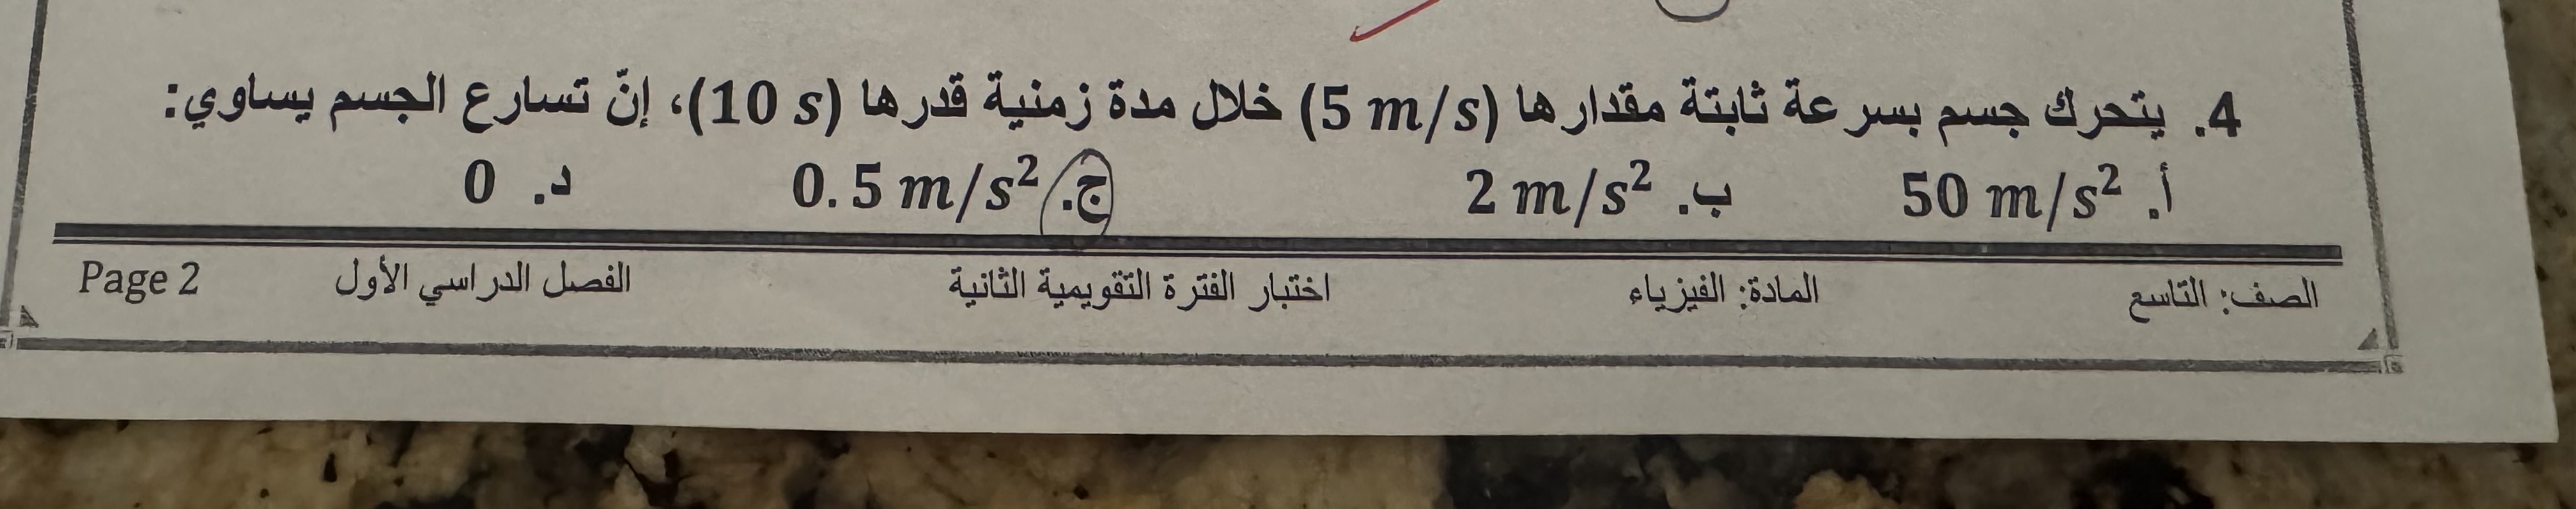 4. يتحرك جسم بسرعة ثابتة مقدارها (5 m/s) خلال مدة زمنية قدرها (10 s)، إنّ تسارع الجسم يساوي:
أ. 50 m/s² ب. 2 m/s² ج. 0.5 m/s² د. 0
الصف: التاسع المادة: الفيزياء اختبار الفترة التقويمية الثانية الفصل الدراسي الأول Page 2